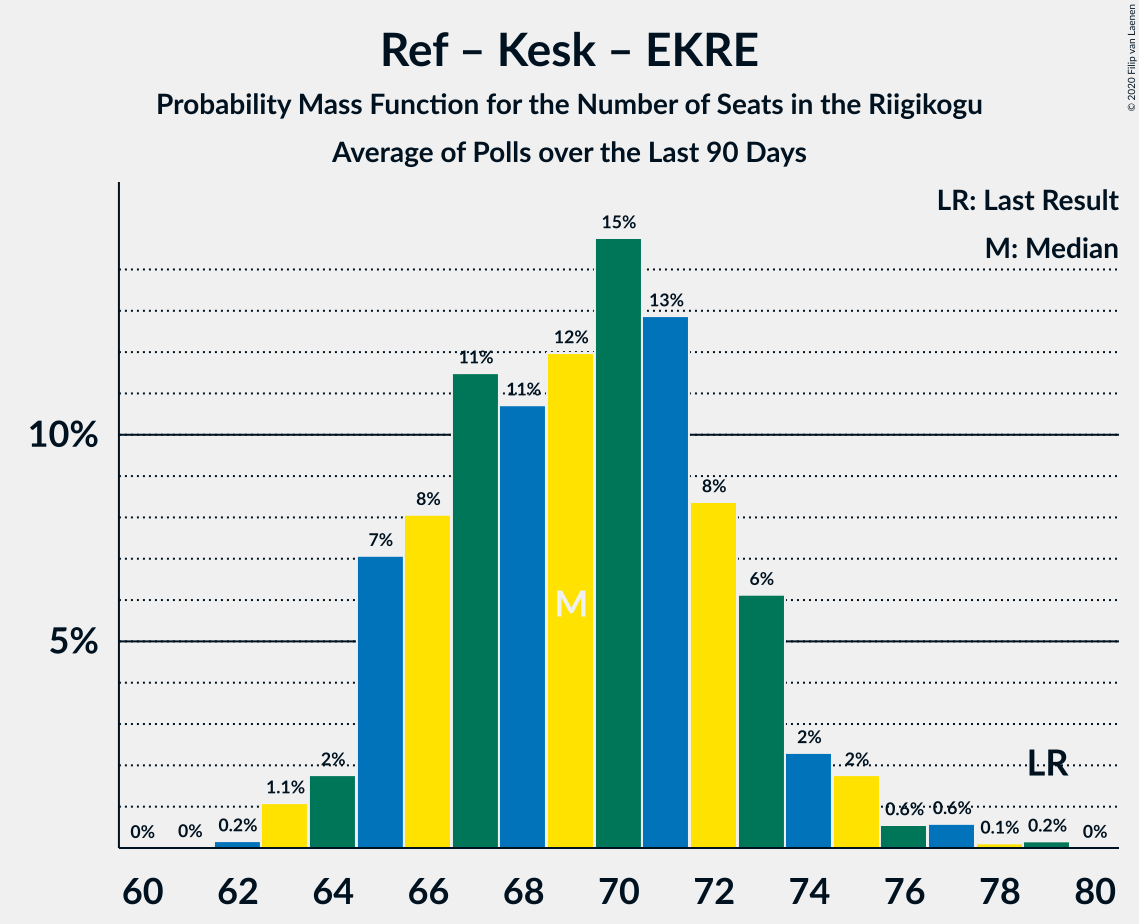 Ref – Kesk – EKRE
Probability Mass Function for the Number of Seats in the Riigikogu
Average of Polls over the Last 90 Days
© 2020 Filip van Laenen
LR: Last Result
M: Median
10%
5%
0%
0%
0.2%
1.1%
2%
7%
8%
11%
11%
12%
15%
13%
8%
6%
2%
2%
0.6%
0.6%
0.1%
0.2%
0%
M
LR
60 62 64 66 68 70 72 74 76 78 80